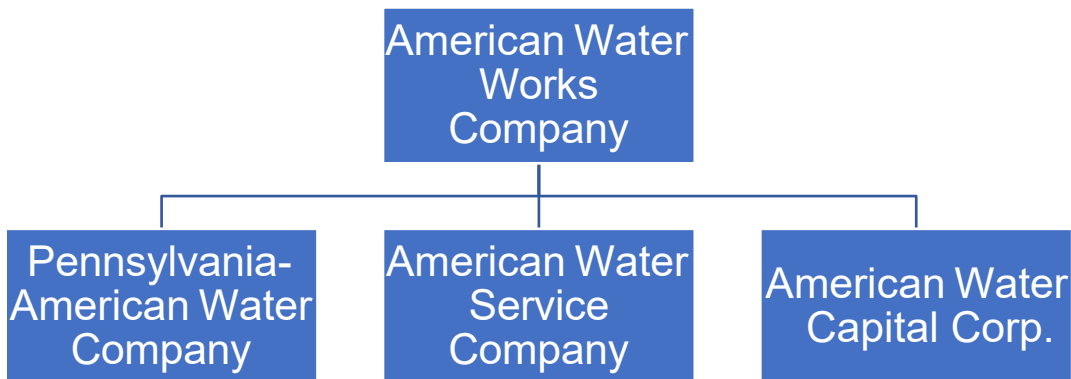 American Water
Works
Company
Pennsylvania-
American Water
Company
American Water
Service
Company
American Water
Capital Corp.